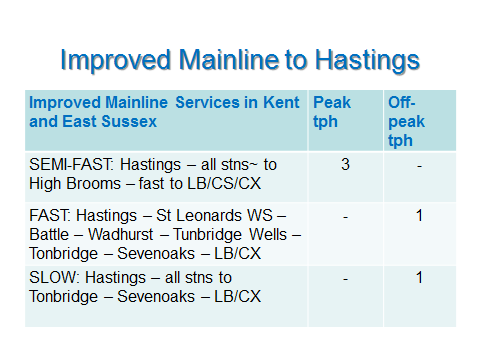 Improved Mainline to Hastings
Improved Mainline Services in Kent
and East Sussex
Peak
tph
Off-
peak
tph
SEMI-FAST: Hastings – all stns~ to
High Brooms – fast to LB/CS/CX
3
-
FAST: Hastings – St Leonards WS –
Battle – Wadhurst – Tunbridge Wells –
Tonbridge – Sevenoaks – LB/CX
-
1
SLOW: Hastings – all stns to
Tonbridge – Sevenoaks – LB/CX
-
1